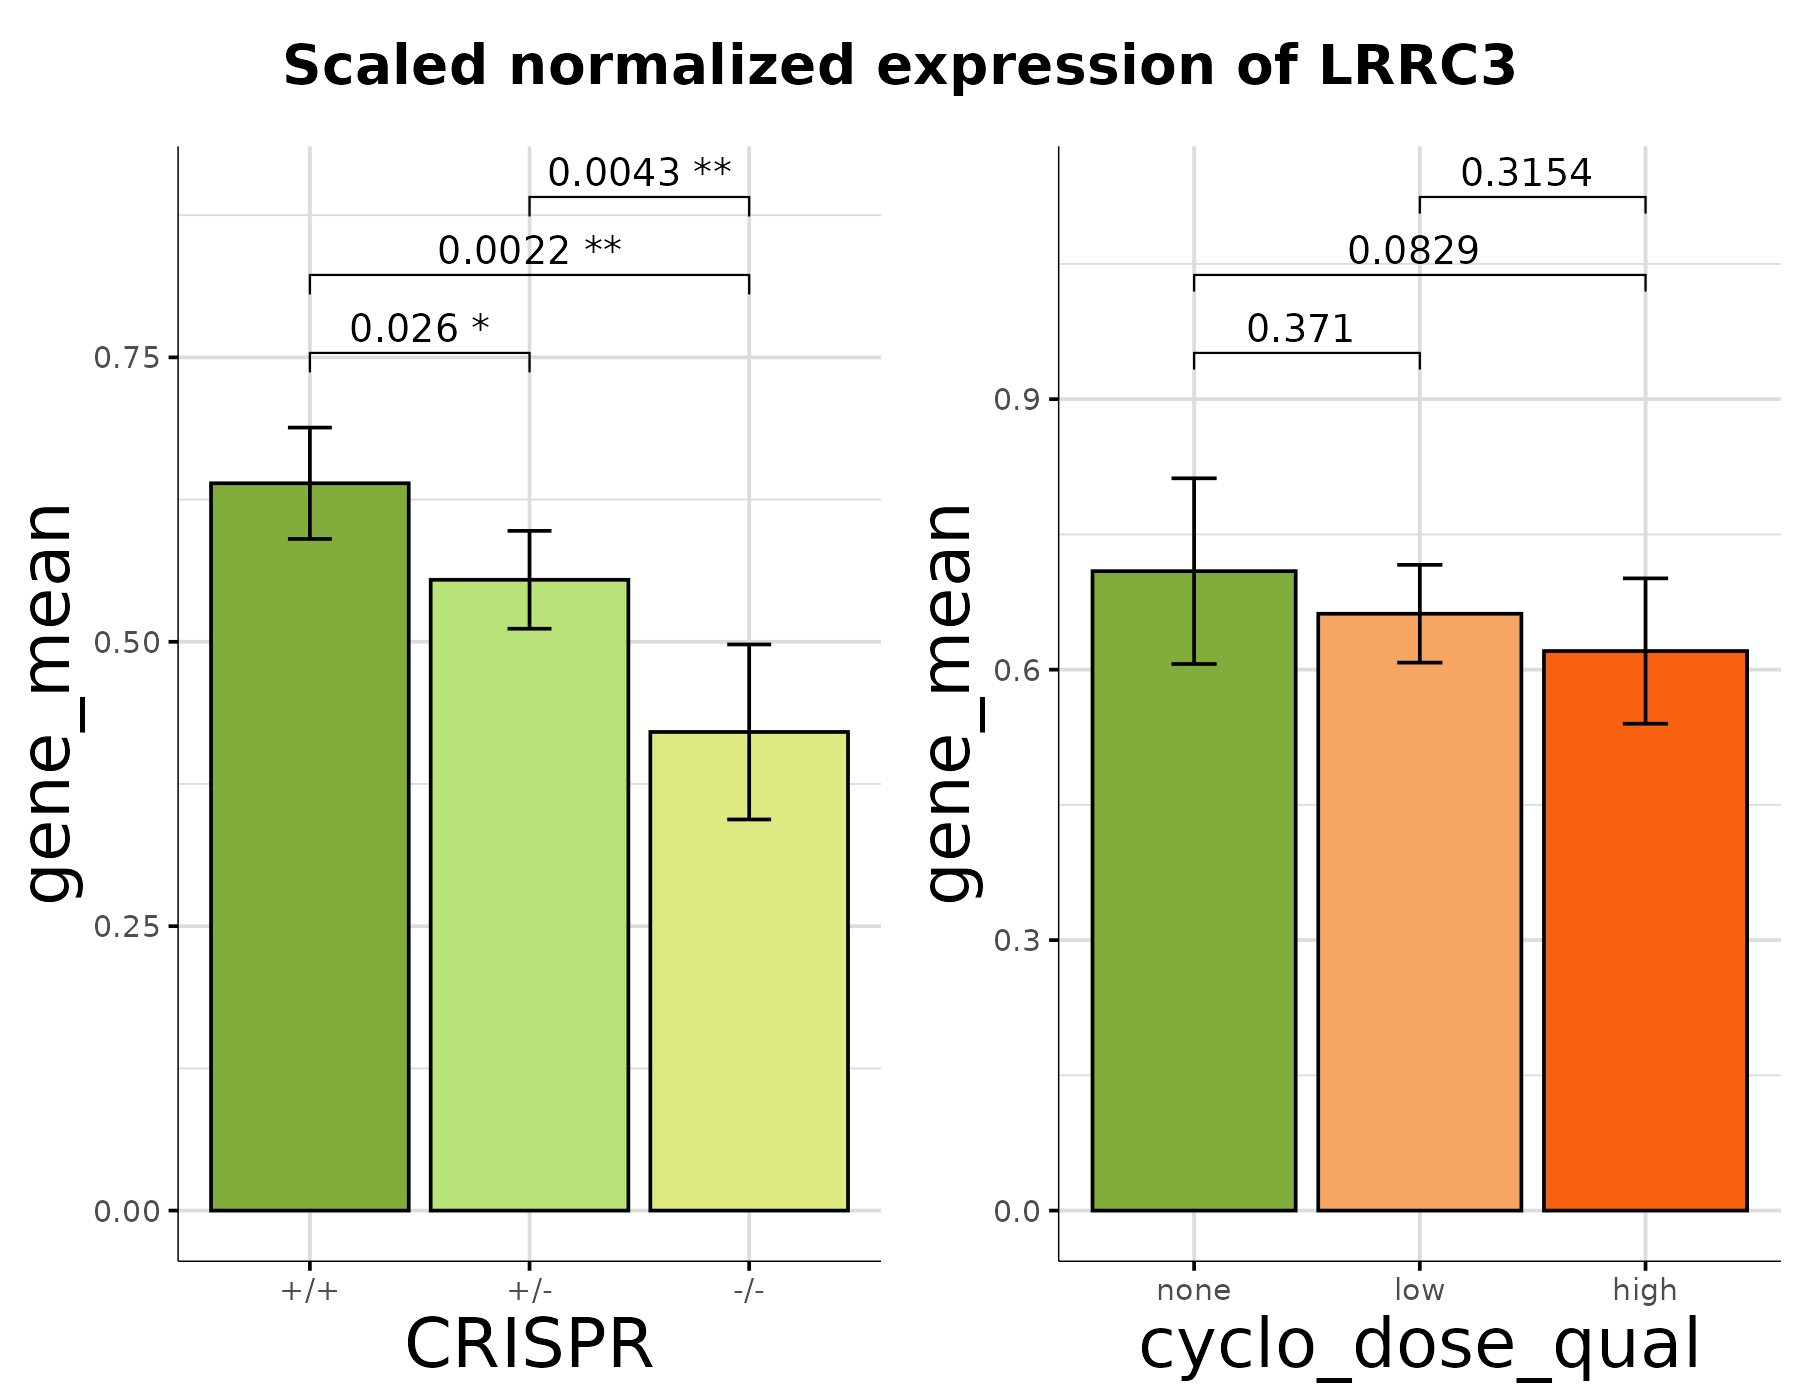 Scaled normalized expression of LRRC3
gene_mean
0.75
0.50
0.25
0.00
0.0043 **
0.0022 **
0.026 *
+/+
+/-
-/-
CRISPR
gene_mean
0.9
0.6
0.3
0.0
0.3154
0.0829
0.371
none
low
high
cyclo_dose_qual